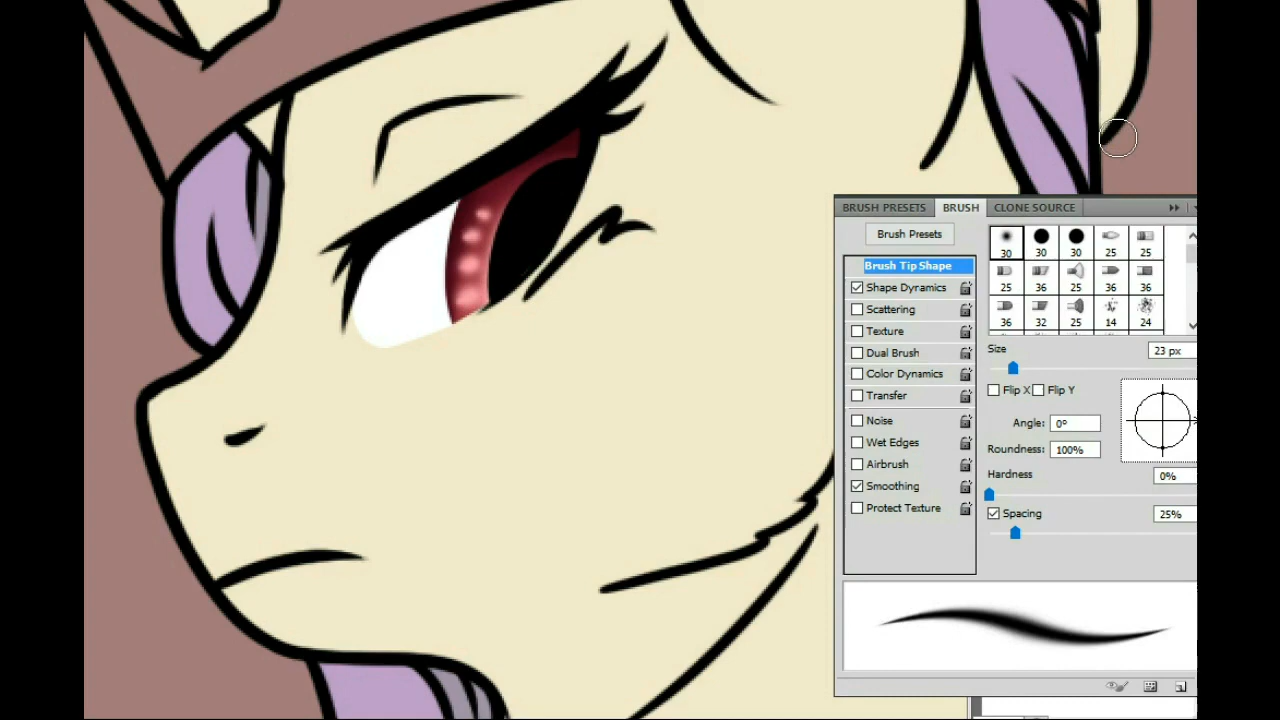 BRUSH PRESETS BRUSH CLONE SOURCE
Brush Presets
30 30 30 25 25
Brush Tip Shape
Shape Dynamics
25 36 25 36 36
Scattering
36 32 25 14 24
Texture
Size
23 px
Dual Brush
Color Dynamics
Flip X Flip Y
Transfer
Noise
Angle: 0º
Wet Edges
Roundness: 100%
Airbrush
Hardness
0%
Smoothing
Protect Texture
Spacing
25%